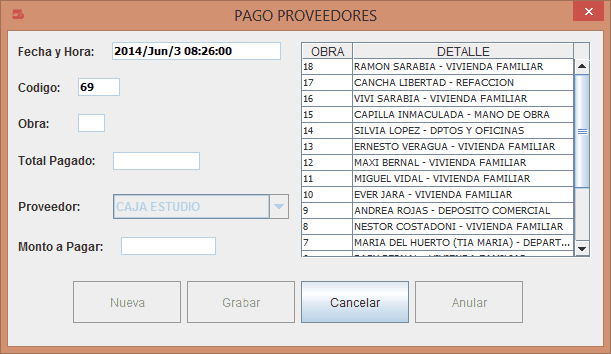 PAGO PROVEEDORES
Fecha y Hora: 2014/Jun/3 08:26:00
Codigo: 69
Obra:
Total Pagado:
Proveedor: CAJA ESTUDIO
Monto a Pagar:
OBRA DETALLE
18 RAMON SARABIA - VIVIENDA FAMILIAR
17 CANCHA LIBERTAD - REFACCION
16 VIVI SARABIA - VIVIENDA FAMILIAR
15 CAPILLA INMACULADA - MANO DE OBRA
14 SILVIA LOPEZ - DPTOS Y OFICINAS
13 ERNESTO VERAGUA - VIVIENDA FAMILIAR
12 MAXI BERNAL - VIVIENDA FAMILIAR
11 MIGUEL VIDAL - VIVIENDA FAMILIAR
10 EVER JARA - VIVIENDA FAMILIAR
9 ANDREA ROJAS - DEPOSITO COMERCIAL
8 NESTOR COSTADONI - VIVIENDA FAMILIAR
7 MARIA DEL HUERTO (TIA MARIA) - DEPART...
Nueva Grabar Cancelar Anular